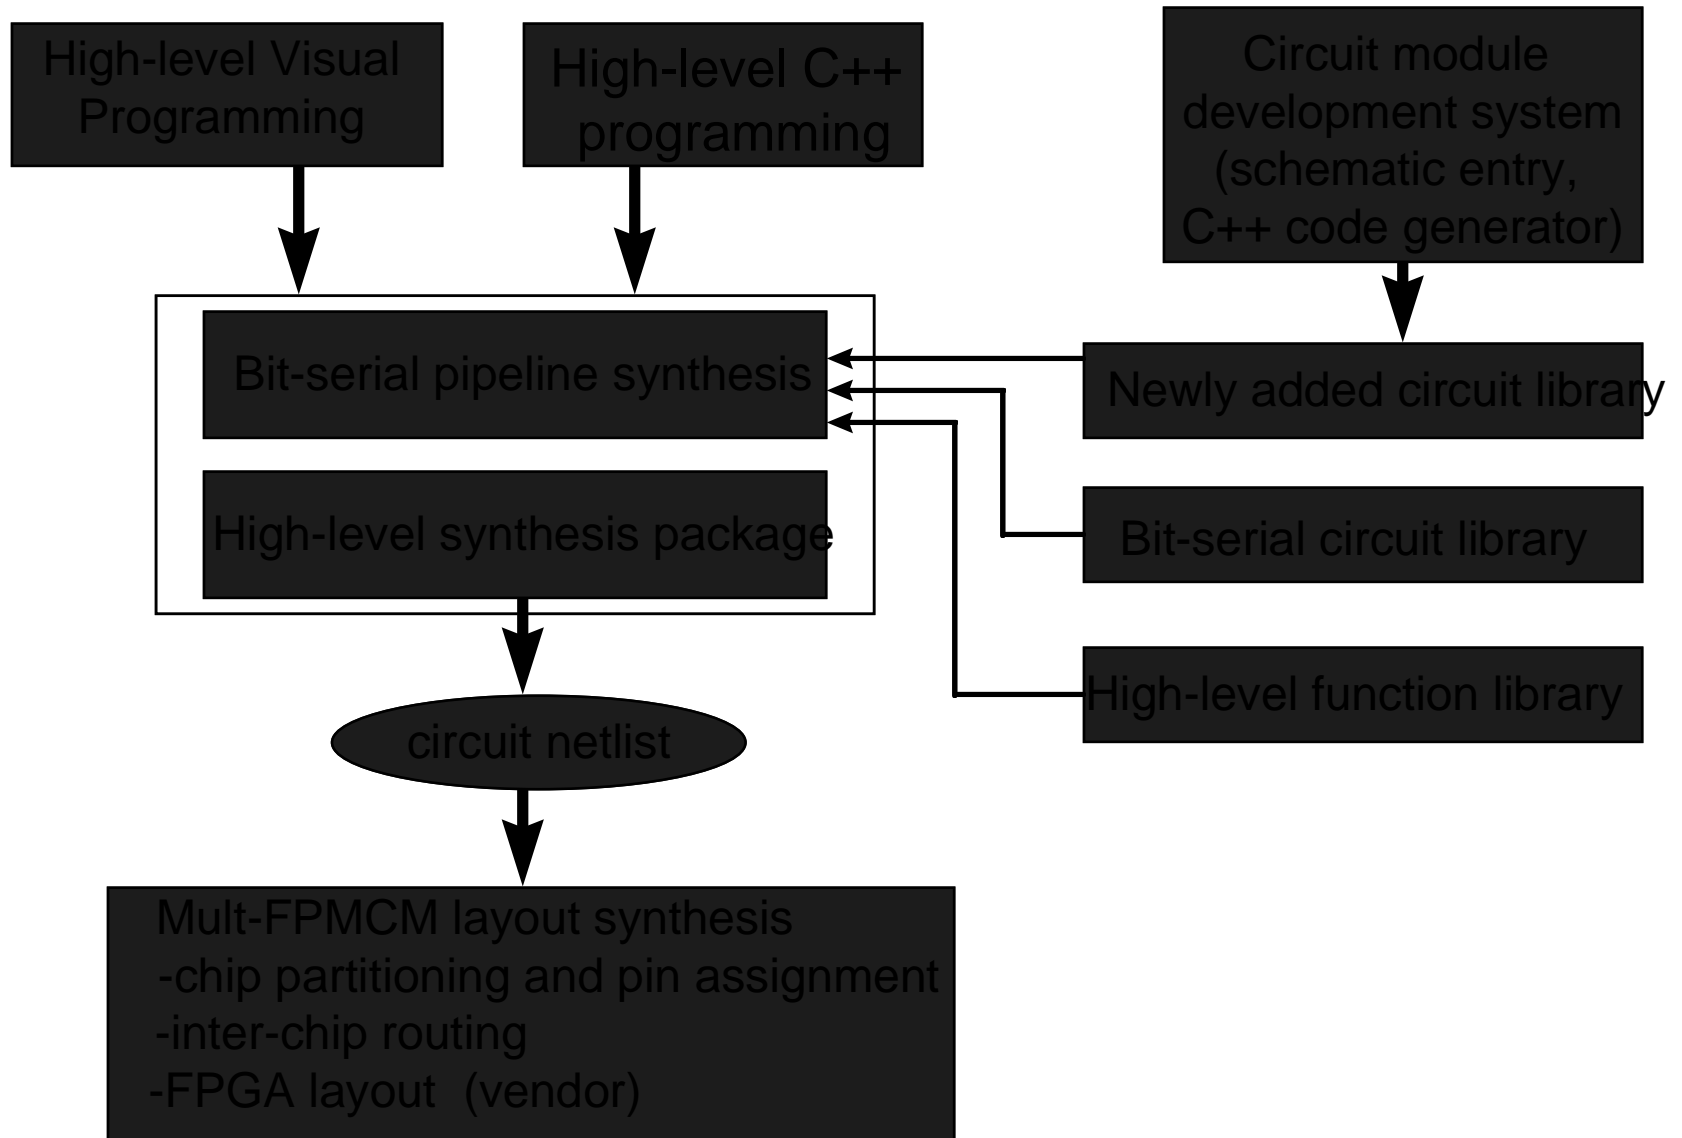 High-level Visual
Programming
High-level C++
programming
Circuit module
development system
(schematic entry,
C++ code generator)
Bit-serial pipeline synthesis
Newly added circuit library
High-level synthesis package
Bit-serial circuit library
High-level function library
circuit netlist
Mult-FPMCM layout synthesis
-chip partitioning and pin assignment
-inter-chip routing
-FPGA layout (vendor)